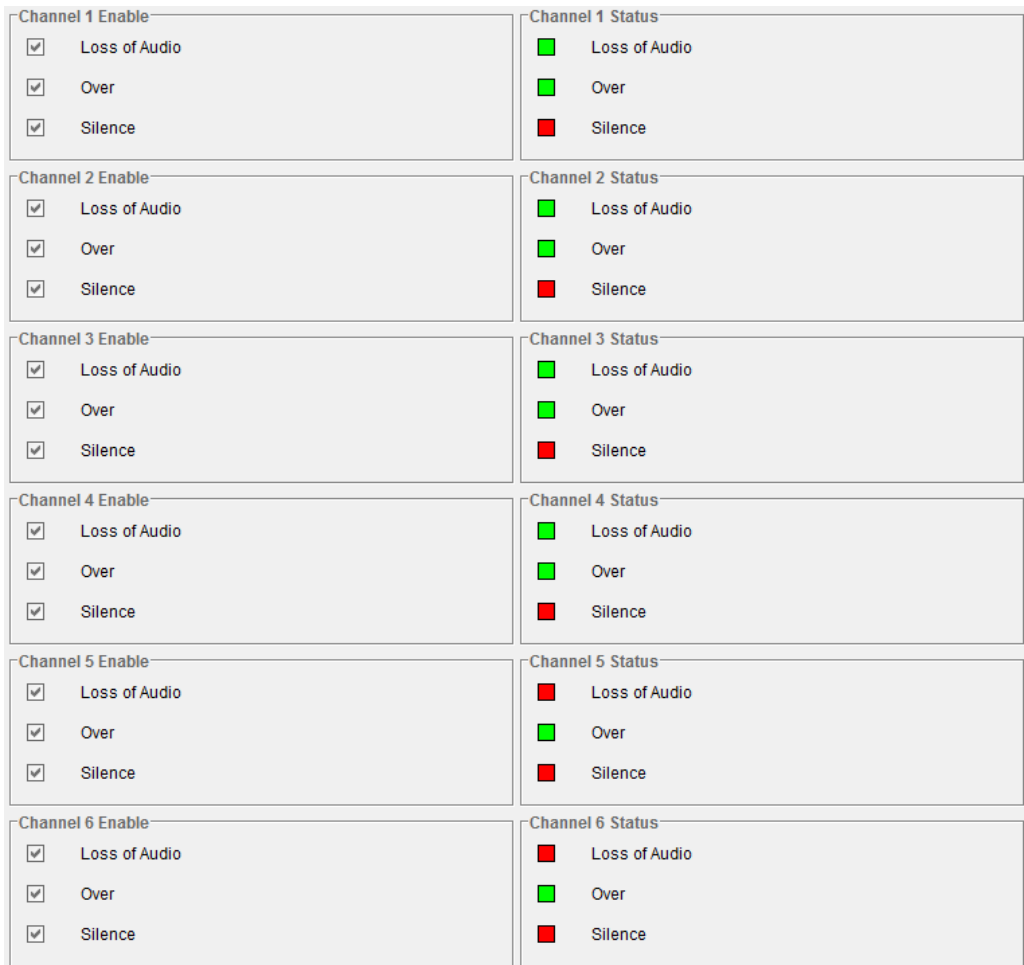 Channel 1 Enable
Loss of Audio
Over
Silence
Channel 1 Status
Loss of Audio
Over
Silence
Channel 2 Enable
Loss of Audio
Over
Silence
Channel 2 Status
Loss of Audio
Over
Silence
Channel 3 Enable
Loss of Audio
Over
Silence
Channel 3 Status
Loss of Audio
Over
Silence
Channel 4 Enable
Loss of Audio
Over
Silence
Channel 4 Status
Loss of Audio
Over
Silence
Channel 5 Enable
Loss of Audio
Over
Silence
Channel 5 Status
Loss of Audio
Over
Silence
Channel 6 Enable
Loss of Audio
Over
Silence
Channel 6 Status
Loss of Audio
Over
Silence